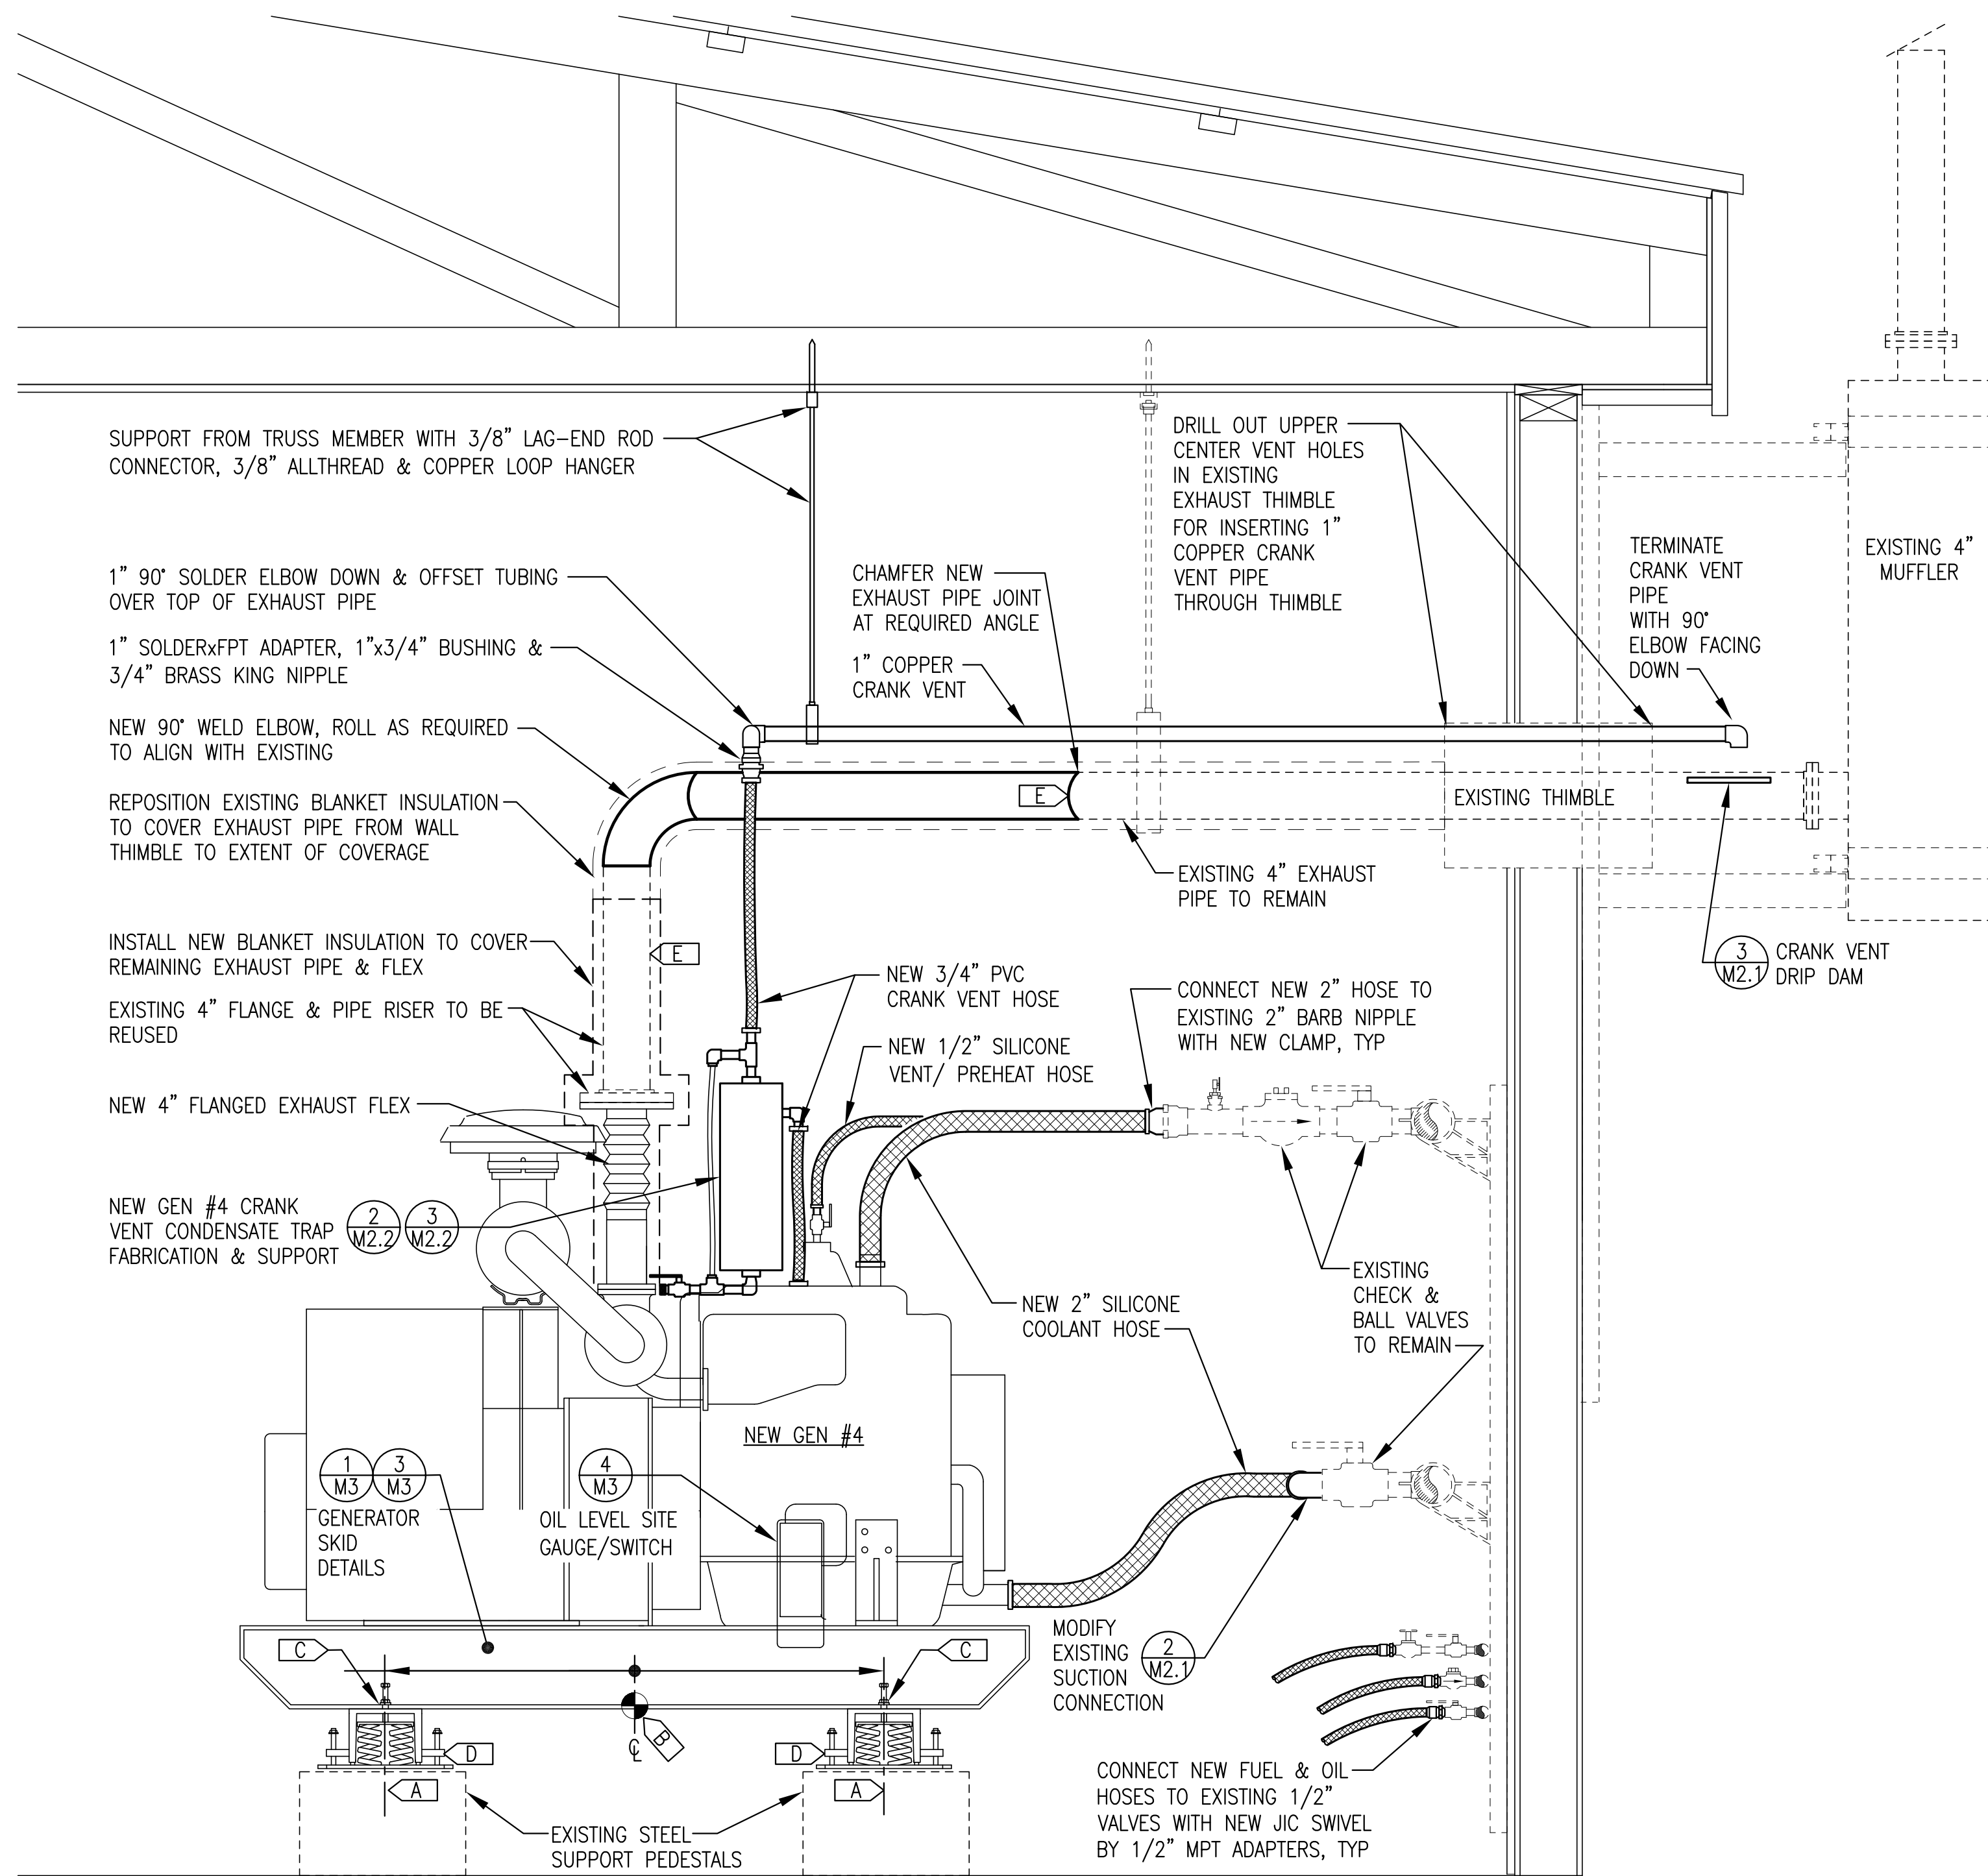 SUPPORT FROM TRUSS MEMBER WITH 3/8" LAG-END ROD
CONNECTOR, 3/8" ALLTHREAD & COPPER LOOP HANGER
1" 90° SOLDER ELBOW DOWN & OFFSET TUBING
OVER TOP OF EXHAUST PIPE
1" SOLDERxFPT ADAPTER, 1"x3/4" BUSHING &
3/4" BRASS KING NIPPLE
NEW 90° WELD ELBOW, ROLL AS REQUIRED
TO ALIGN WITH EXISTING
REPOSITION EXISTING BLANKET INSULATION
TO COVER EXHAUST PIPE FROM WALL
THIMBLE TO EXTENT OF COVERAGE
INSTALL NEW BLANKET INSULATION TO COVER
REMAINING EXHAUST PIPE & FLEX
EXISTING 4" FLANGE & PIPE RISER TO BE
REUSED
NEW 4" FLANGED EXHAUST FLEX
NEW GEN #4 CRANK
VENT CONDENSATE TRAP
FABRICATION & SUPPORT
2
M2.2
3
M2.2
CHAMFER NEW
EXHAUST PIPE JOINT
AT REQUIRED ANGLE
1" COPPER
CRANK VENT
DRILL OUT UPPER
CENTER VENT HOLES
IN EXISTING
EXHAUST THIMBLE
FOR INSERTING 1"
COPPER CRANK
VENT PIPE
THROUGH THIMBLE
TERMINATE
CRANK VENT
PIPE
WITH 90°
ELBOW FACING
DOWN
EXISTING 4"
MUFFLER
E
EXISTING THIMBLE
EXISTING 4" EXHAUST
PIPE TO REMAIN
E
3
M2.1
CRANK VENT
DRIP DAM
NEW 3/4" PVC
CRANK VENT HOSE
NEW 1/2" SILICONE
VENT/ PREHEAT HOSE
CONNECT NEW 2" HOSE TO
EXISTING 2" BARB NIPPLE
WITH NEW CLAMP, TYP
NEW 2" SILICONE
COOLANT HOSE
EXISTING
CHECK &
BALL VALVES
TO REMAIN
NEW GEN #4
1
M3
3
M3
GENERATOR
SKID
DETAILS
4
M3
OIL LEVEL SITE
GAUGE/SWITCH
MODIFY
EXISTING
SUCTION
CONNECTION
2
M2.1
C
C
B
CL
D
D
A
A
EXISTING STEEL
SUPPORT PEDESTALS
CONNECT NEW FUEL & OIL
HOSES TO EXISTING 1/2"
VALVES WITH NEW JIC SWIVEL
BY 1/2" MPT ADAPTERS, TYP